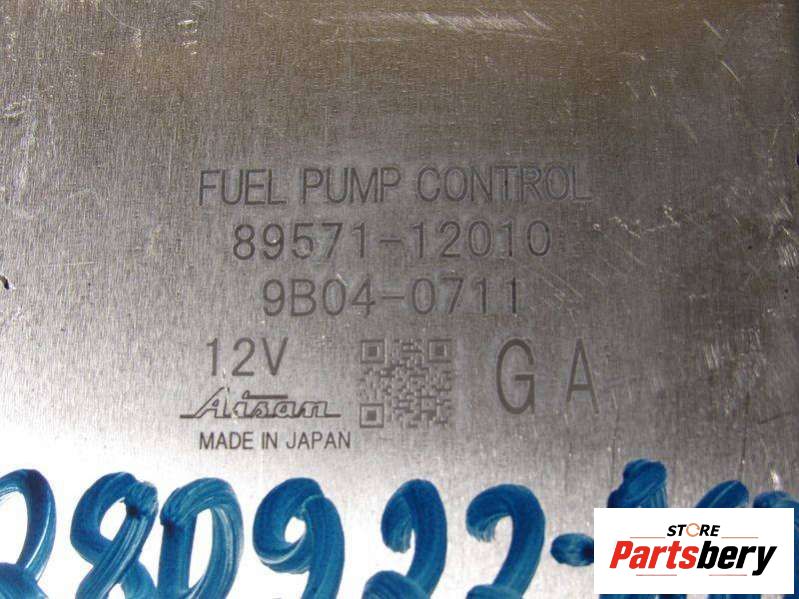 FUEL PUMP CONTROL
89571-12010
9B04-0711
12V
GA
Aisan
MADE IN JAPAN
STORE
Partsbery